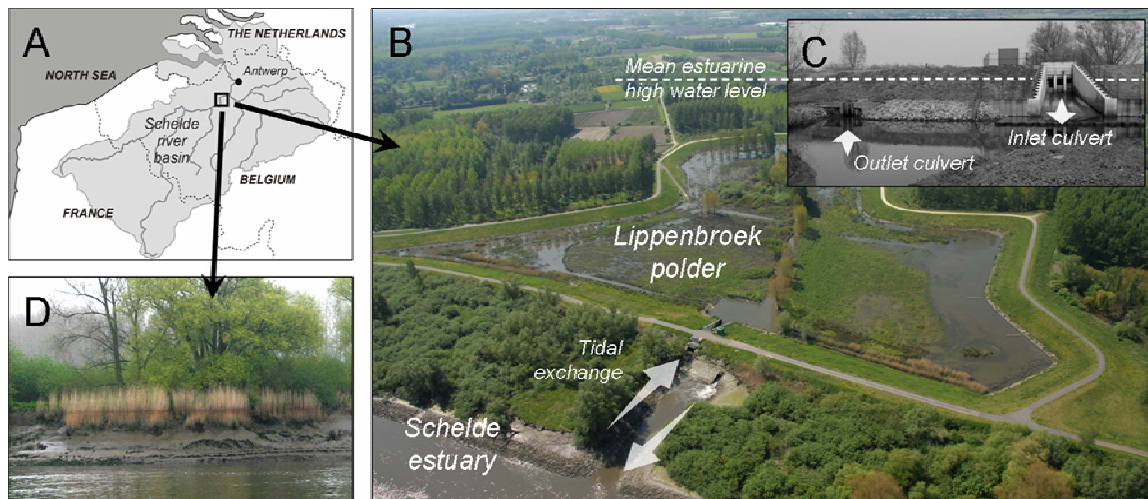 A
THE NETHERLANDS
NORTH SEA
Antwerp
Schelde
river
basin
BELGIUM
FRANCE
B
Mean estuarine
high water level
Lippenbroek
polder
Tidal
exchange
Schelde
estuary
C
Inlet culvert
Outlet culvert
D